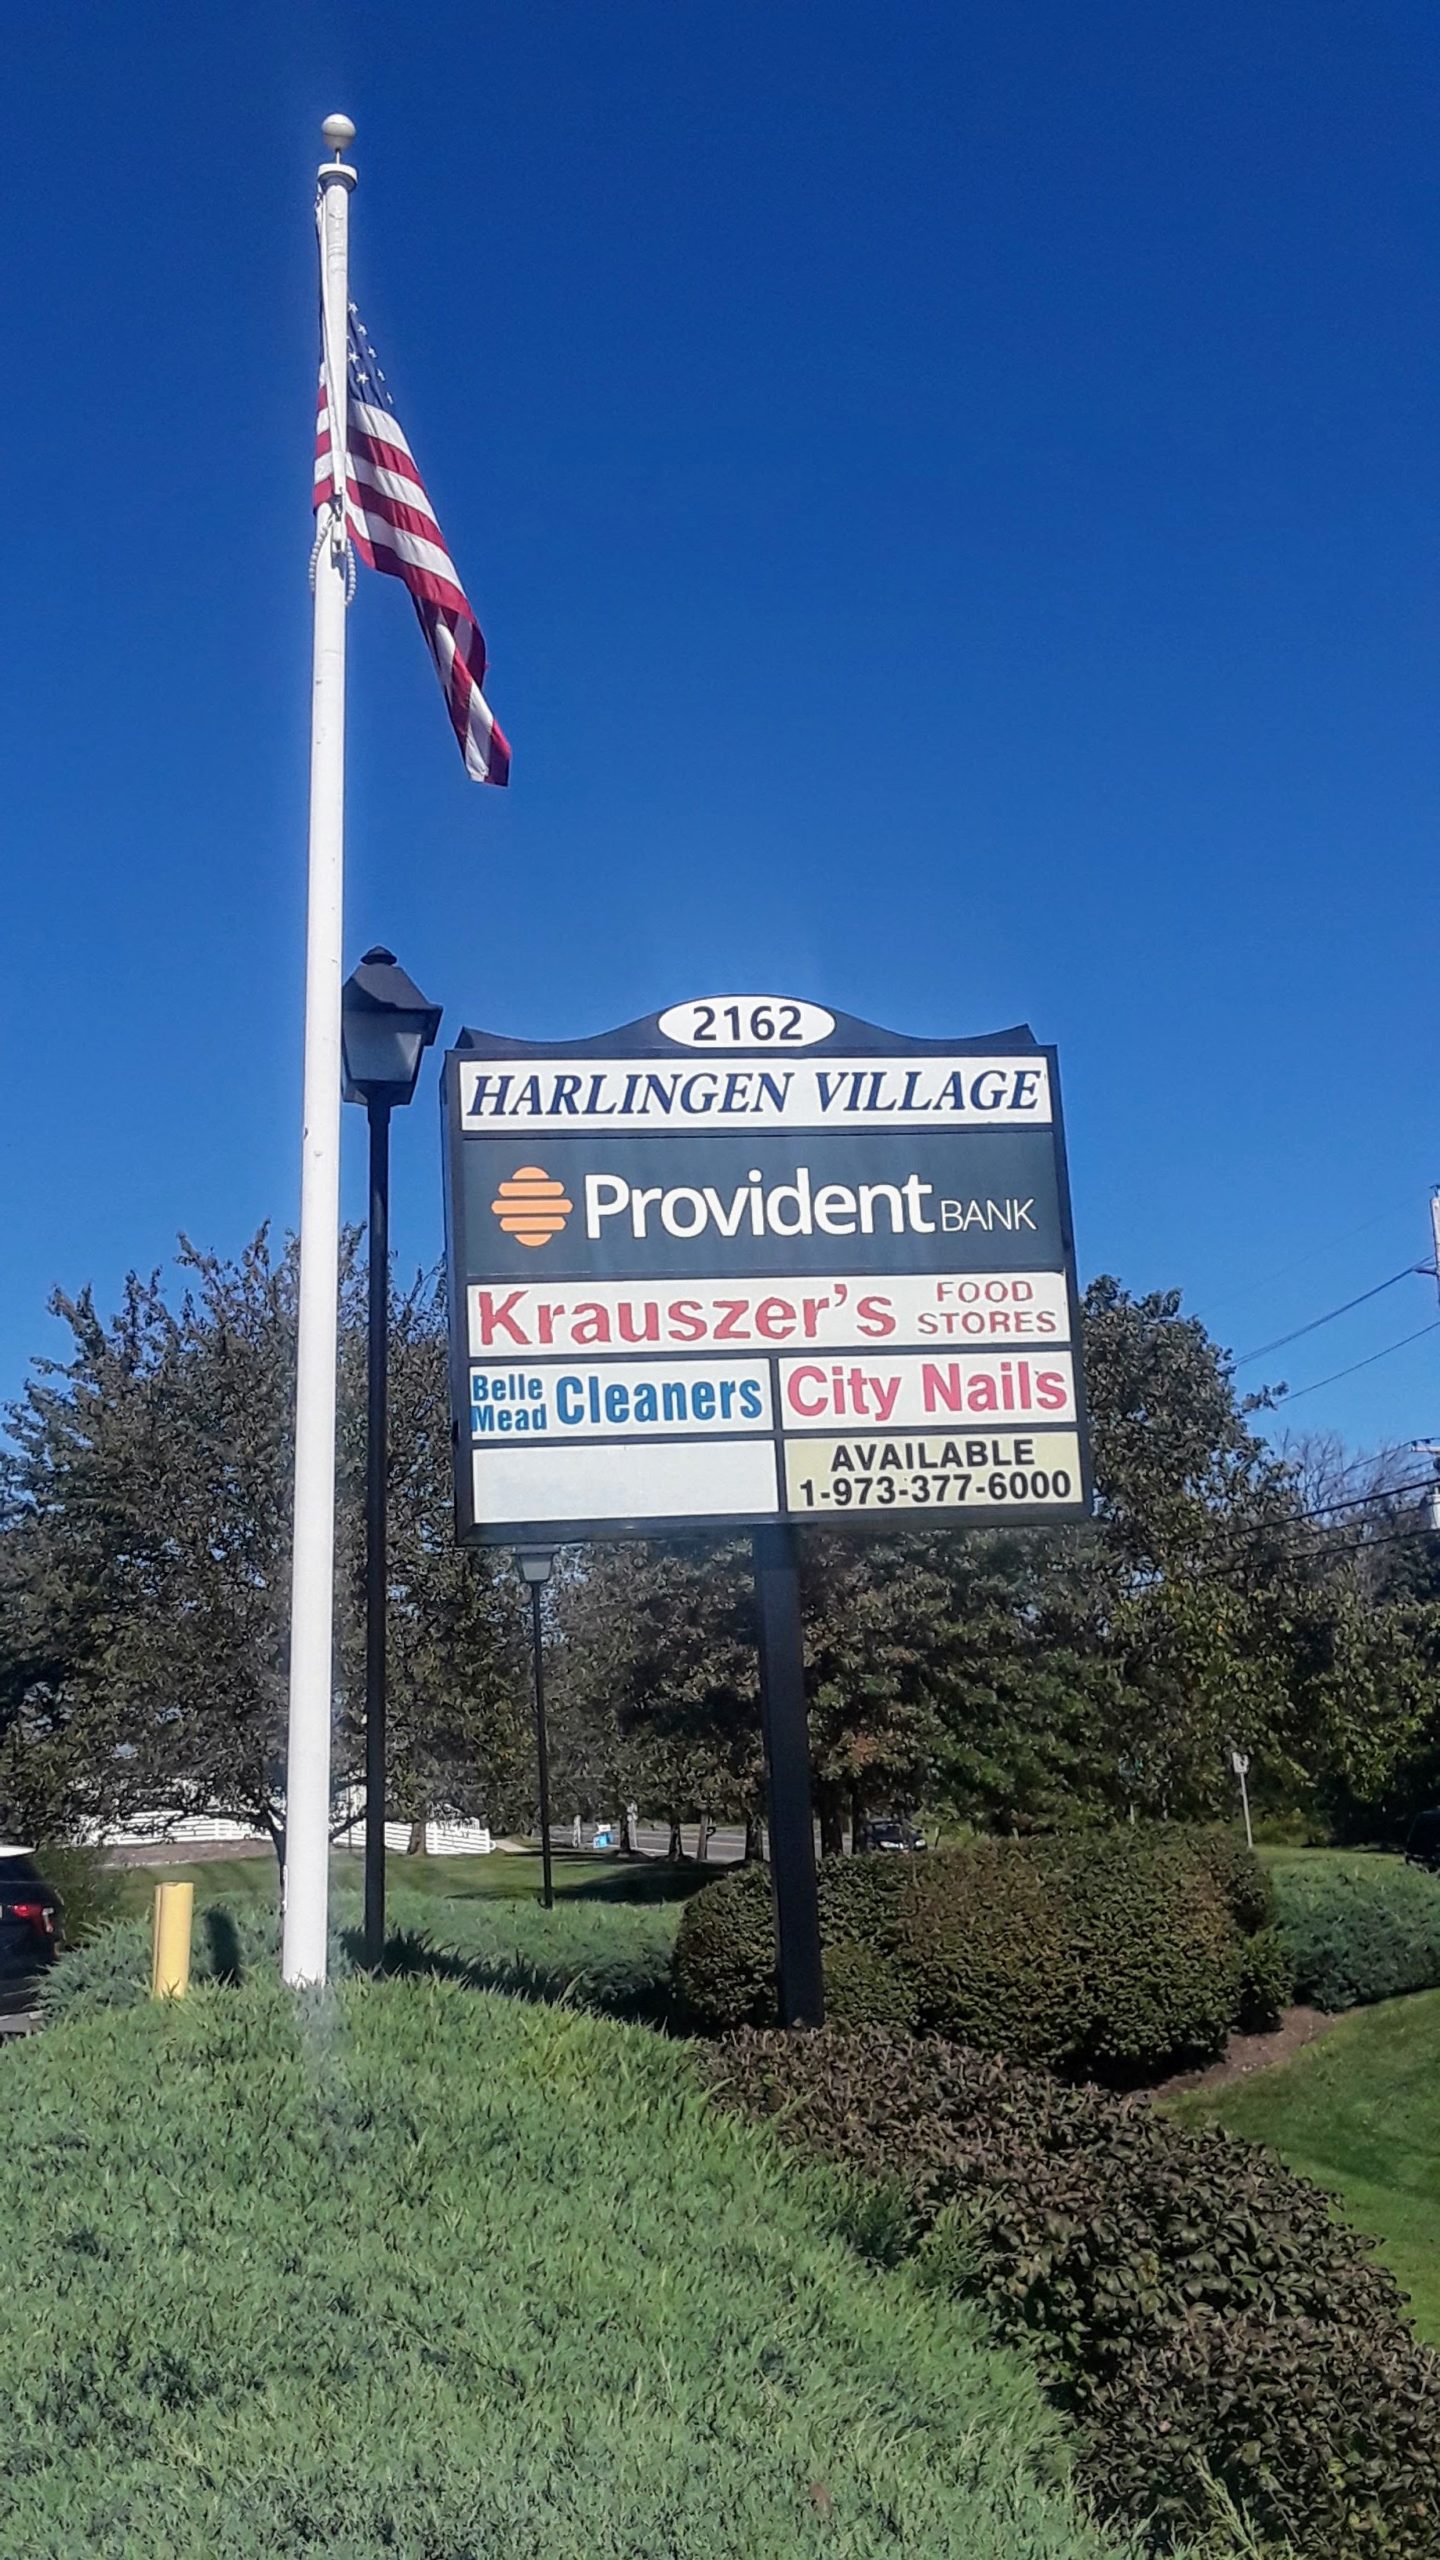 2162
HARLINGEN VILLAGE
Provident BANK
Krauszer's FOOD STORES
Belle Mead Cleaners
City Nails
AVAILABLE
1-973-377-6000